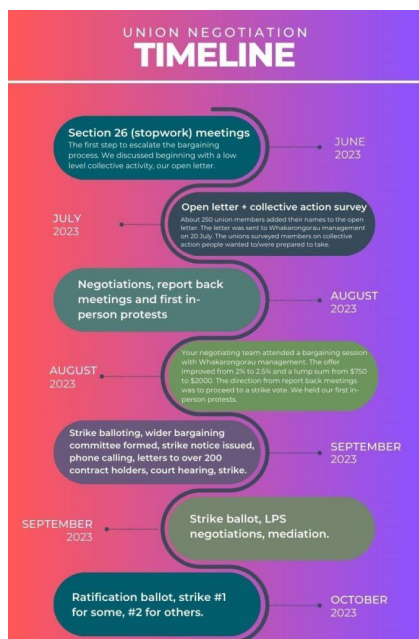 UNION NEGOTIATION
TIMELINE
Section 26 (stopwork) meetings
The first step to escalate the bargaining
process. We discussed beginning with a low
level collective activity, our open letter.
JUNE
2023
JULY
2023
Open letter + collective action survey
About 250 union members added their names to the open
letter. The letter was sent to Whakarongorau management
on 20 July. The unions surveyed members on collective
action people wanted to/were prepared to take.
Negotiations, report back
meetings and first in-
person protests
AUGUST
2023
AUGUST
2023
Your negotiating team attended a bargaining session
with Whakarongorau management. The offer
improved from 2% to 2.5% and a lump sum from $750
to $2000. The direction from report back meetings
was to proceed to a strike vote. We held our first in-
person protests.
Strike balloting, wider bargaining
committee formed, strike notice issued,
phone calling, letters to over 200
contract holders, court hearing, strike.
SEPTEMBER
2023
SEPTEMBER
2023
Strike ballot, LPS
negotiations, mediation.
Ratification ballot, strike #1
for some, #2 for others.
OCTOBER
2023